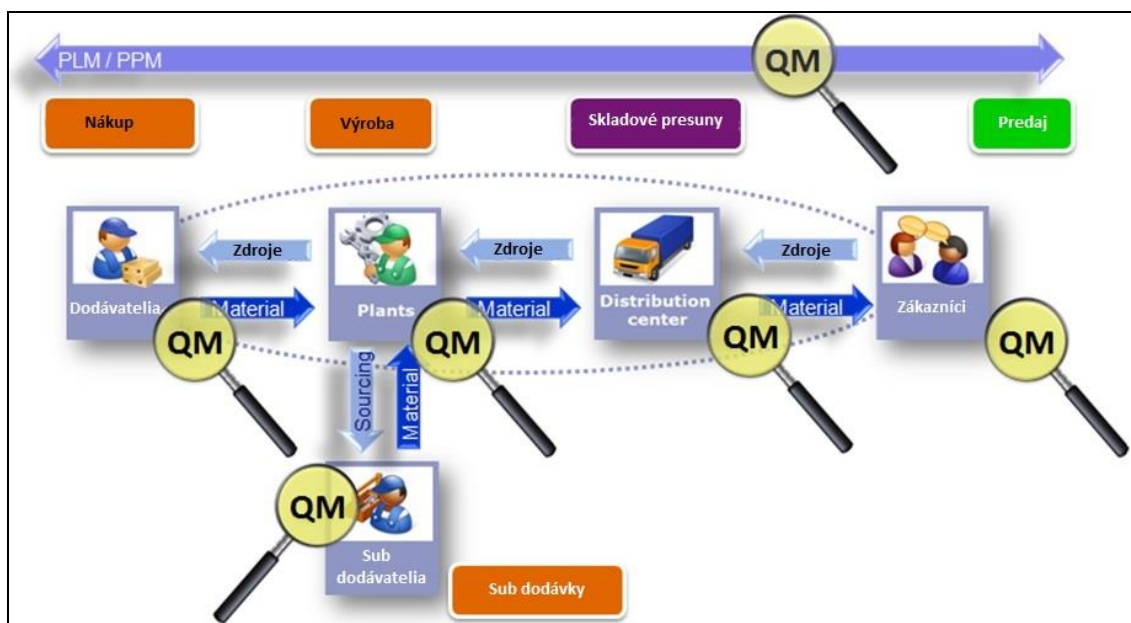 PLM / PPM
QM
Nákup
Výroba
Skladové presuny
Predaj
Zdroje
Zdroje
Zdroje
Dodávatelia
Material
Plants
Material
Distribution
center
Material
Zákazníci
QM
QM
QM
QM
Sourcing
Material
QM
Sub
dodávatelia
Sub dodávky